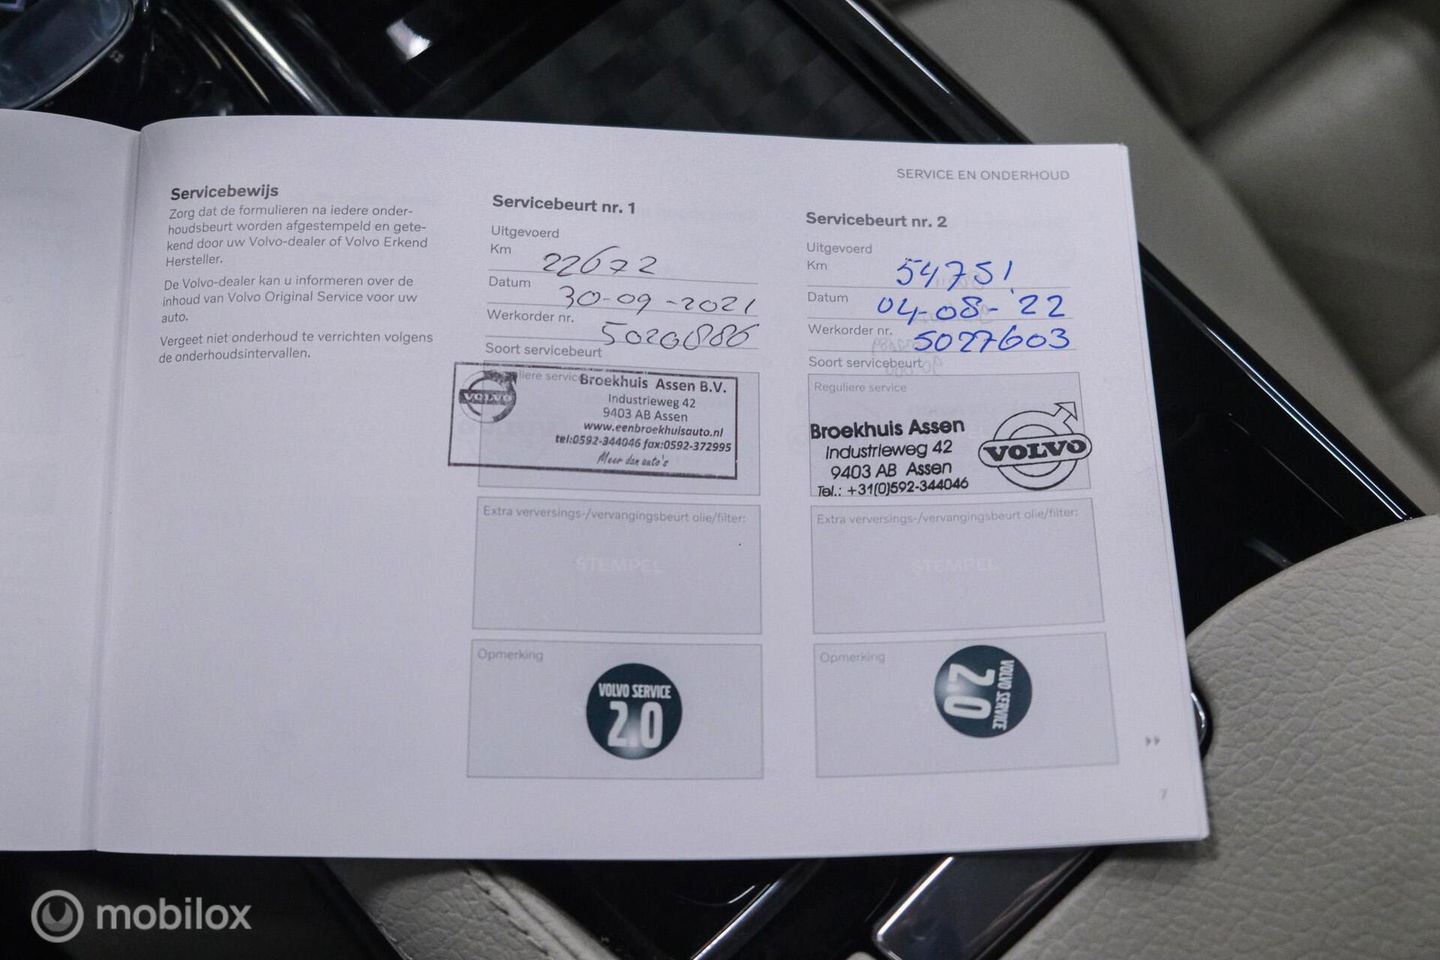 SERVICE EN ONDERHOUD
Servicebewijs
Zorg dat de formulieren na iedere onder-
houdsbeurt worden afgestempeld en gete-
kend door uw Volvo-dealer of Volvo Erkend
Hersteller.
De Volvo-dealer kan u informeren over de
inhoud van Volvo Original Service voor uw
auto.
Vergeet niet onderhoud te verrichten volgens
de onderhoudsintervallen.
Servicebeurt nr. 1
Uitgevoerd
Km 22672
Datum 30-09-2021
Werkorder nr. 5020886
Soort servicebeurt
VOLVO
Broekhuis Assen B.V.
Industrieweg 42
9403 AB Assen
www.eenbroekhuisauto.nl
tel:0592-344046 fax:0592-372995
Meer dan auto's
Extra verversings-/vervangingsbeurt olie/filter:
STEMPEL
Opmerking
VOLVO SERVICE
2.0
Servicebeurt nr. 2
Uitgevoerd
Km 54751
Datum 04-08-'22
Werkorder nr. 5027603
Soort servicebeurt
Reguliere service
Broekhuis Assen
Industrieweg 42
9403 AB Assen
Tel.: +31(0)592-344046
VOLVO
Extra verversings-/vervangingsbeurt olie/filter:
STEMPEL
Opmerking
VOLVO SERVICE
2.0
7
mobilox